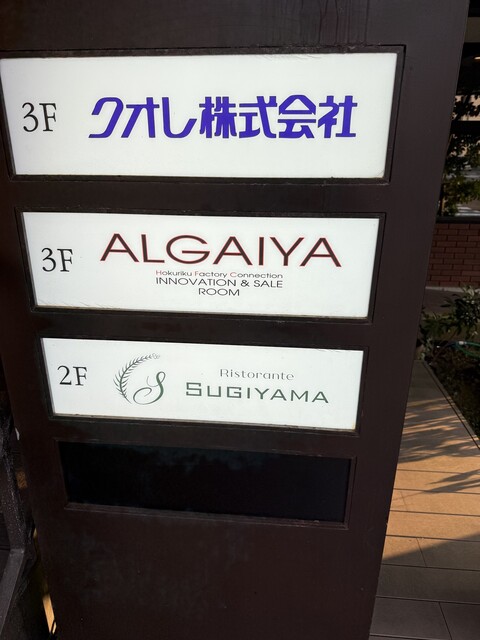 3F クオレ株式会社
3F ALGAIYA
Hokuriku Factory Connection
INNOVATION & SALE
ROOM
2F S Ristorante
SUGIYAMA